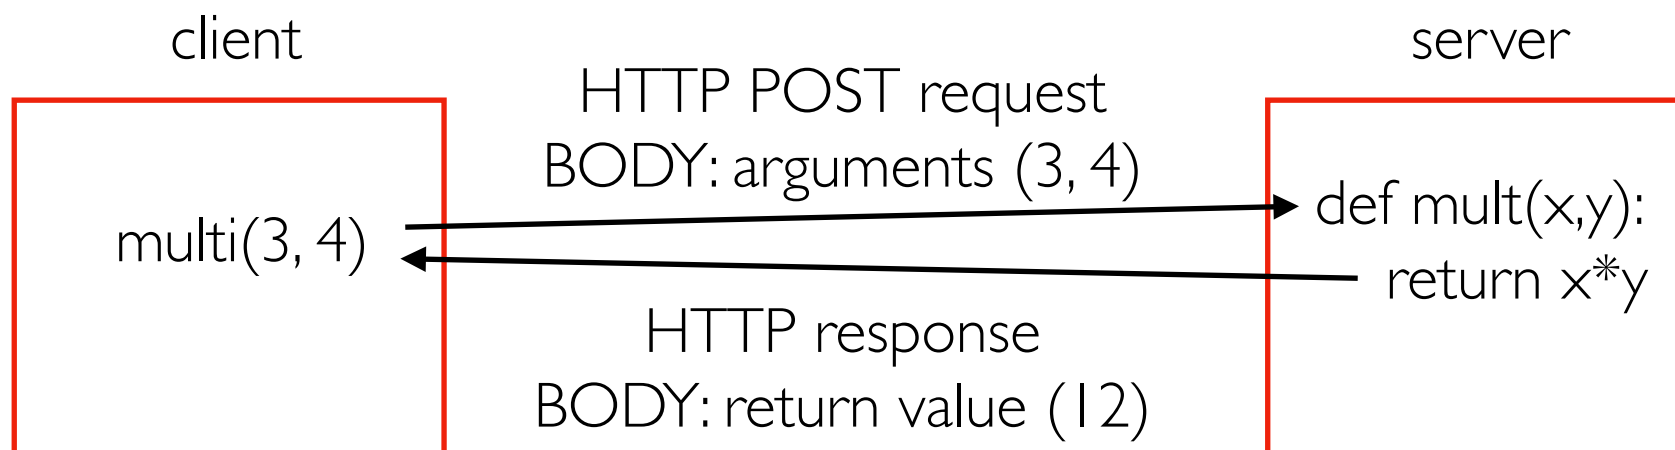 client
server
HTTP POST request
BODY: arguments (3, 4)
multi(3, 4)
def mult(x,y):
return x*y
HTTP response
BODY: return value (12)